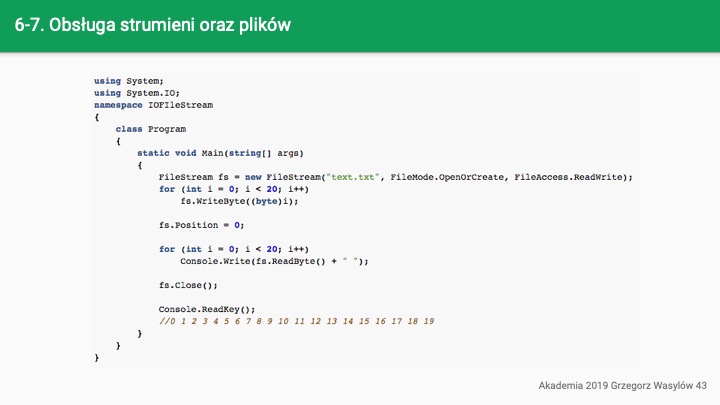 6-7. Obsługa strumieni oraz plików
using System;
using System.IO;
namespace IOFIleStream
{
    class Program
    {
        static void Main(string[] args)
        {
            FileStream fs = new FileStream("text.txt", FileMode.OpenOrCreate, FileAccess.ReadWrite);
            for (int i = 0; i < 20; i++)
                fs.WriteByte((byte)i);

            fs.Position = 0;

            for (int i = 0; i < 20; i++)
                Console.Write(fs.ReadByte() + " ");

            fs.Close();

            Console.ReadKey();
            //0 1 2 3 4 5 6 7 8 9 10 11 12 13 14 15 16 17 18 19
        }
    }
}
Akademia 2019 Grzegorz Wasylów 43